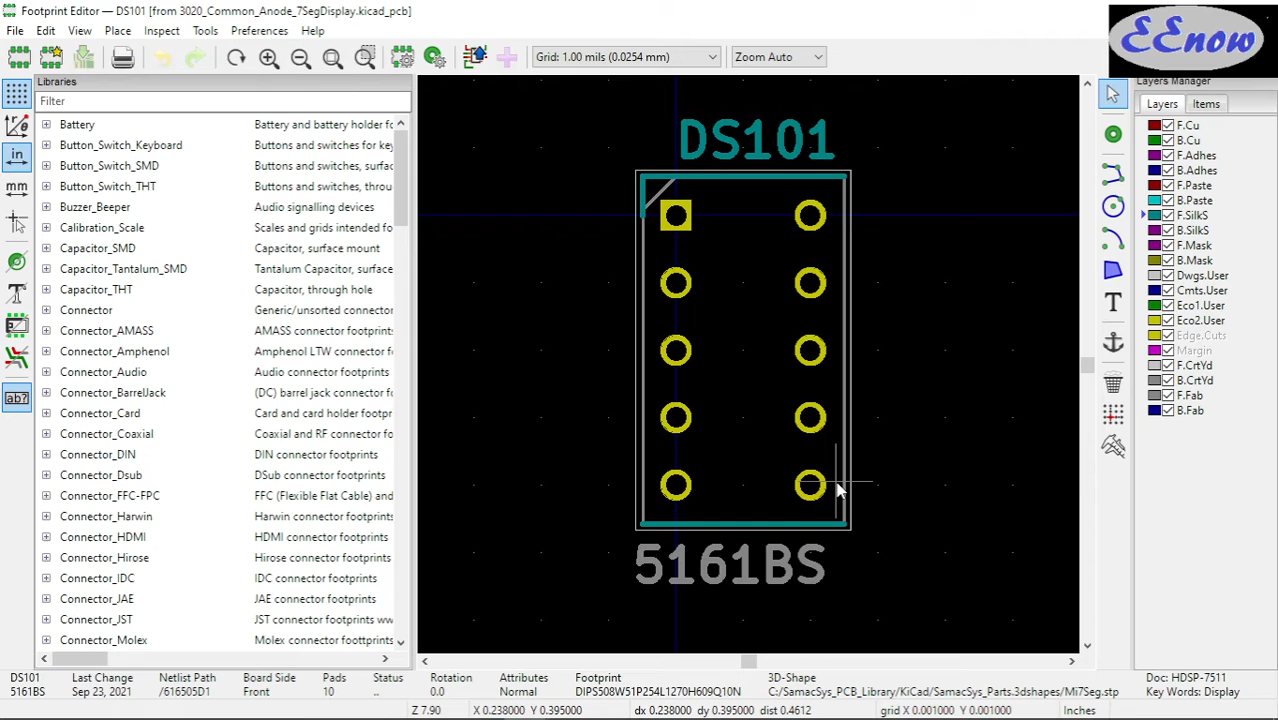 Footprint Editor — DS101 [from 3020_Common_Anode_7SegDisplay.kicad_pcb]
File Edit View Place Inspect Tools Preferences Help
EEnow
Grid: 1.00 mils (0.0254 mm)
Zoom Auto
Libraries
Filter
Battery Battery and battery holder fo
Button_Switch_Keyboard Buttons and switches for key
Button_Switch_SMD Buttons and switches, surfac
Button_Switch_THT Buttons and switches, throu
Buzzer_Beeper Audio signalling devices
Calibration_Scale Scales and grids intended fo
Capacitor_SMD Capacitor, surface mount
Capacitor_Tantalum_SMD Tantalum Capacitor, surface
Capacitor_THT Capacitor, through hole
Connector Generic/unsorted connector
Connector_AMASS AMASS connector footprints
Connector_Amphenol Amphenol LTW connector fo
Connector_Audio Audio connector footprints
Connector_BarrelJack (DC) barrel jack connector f
Connector_Card Card and card holder footpr
Connector_Coaxial Coaxial and RF connector fo
Connector_DIN DIN connector footprints
Connector_Dsub DSub connector footprints
Connector_FFC-FPC FFC (Flexible Flat Cable) and
Connector_Harwin Harwin connector footprints
Connector_HDMI HDMI connector footprints
Connector_Hirose Hirose connector footprints
Connector_IDC IDC connector footprints
Connector_JAE JAE connector footprints
Connector_JST JST connector footprints ww
Connector_Molex Molex connector foottprints
r
θ
in
mm
T
ab?
DS101
5161BS
T
Layers Manager
Layers Items
F.Cu
B.Cu
F.Adhes
B.Adhes
F.Paste
B.Paste
F.SilkS
B.SilkS
F.Mask
B.Mask
Dwgs.User
Cmts.User
Eco1.User
Eco2.User
Edge.Cuts
Margin
F.CrtYd
B.CrtYd
F.Fab
B.Fab
DS101 Last Change Netlist Path Board Side Pads Status Rotation Attributes Footprint 3D-Shape Doc: HDSP-7511
5161BS Sep 23, 2021 /616505D1 Front 10 .. 0.0 Normal DIPS508W51P254L1270H609Q10N C:/SamacSys_PCB_Library/KiCad/SamacSys_Parts.3dshapes/Mi7Seg.stp Key Words: Display
Z 7.90 X 0.238000 Y 0.395000 dx 0.238000 dy 0.395000 dist 0.4612 grid X 0.001000 Y 0.001000 Inches